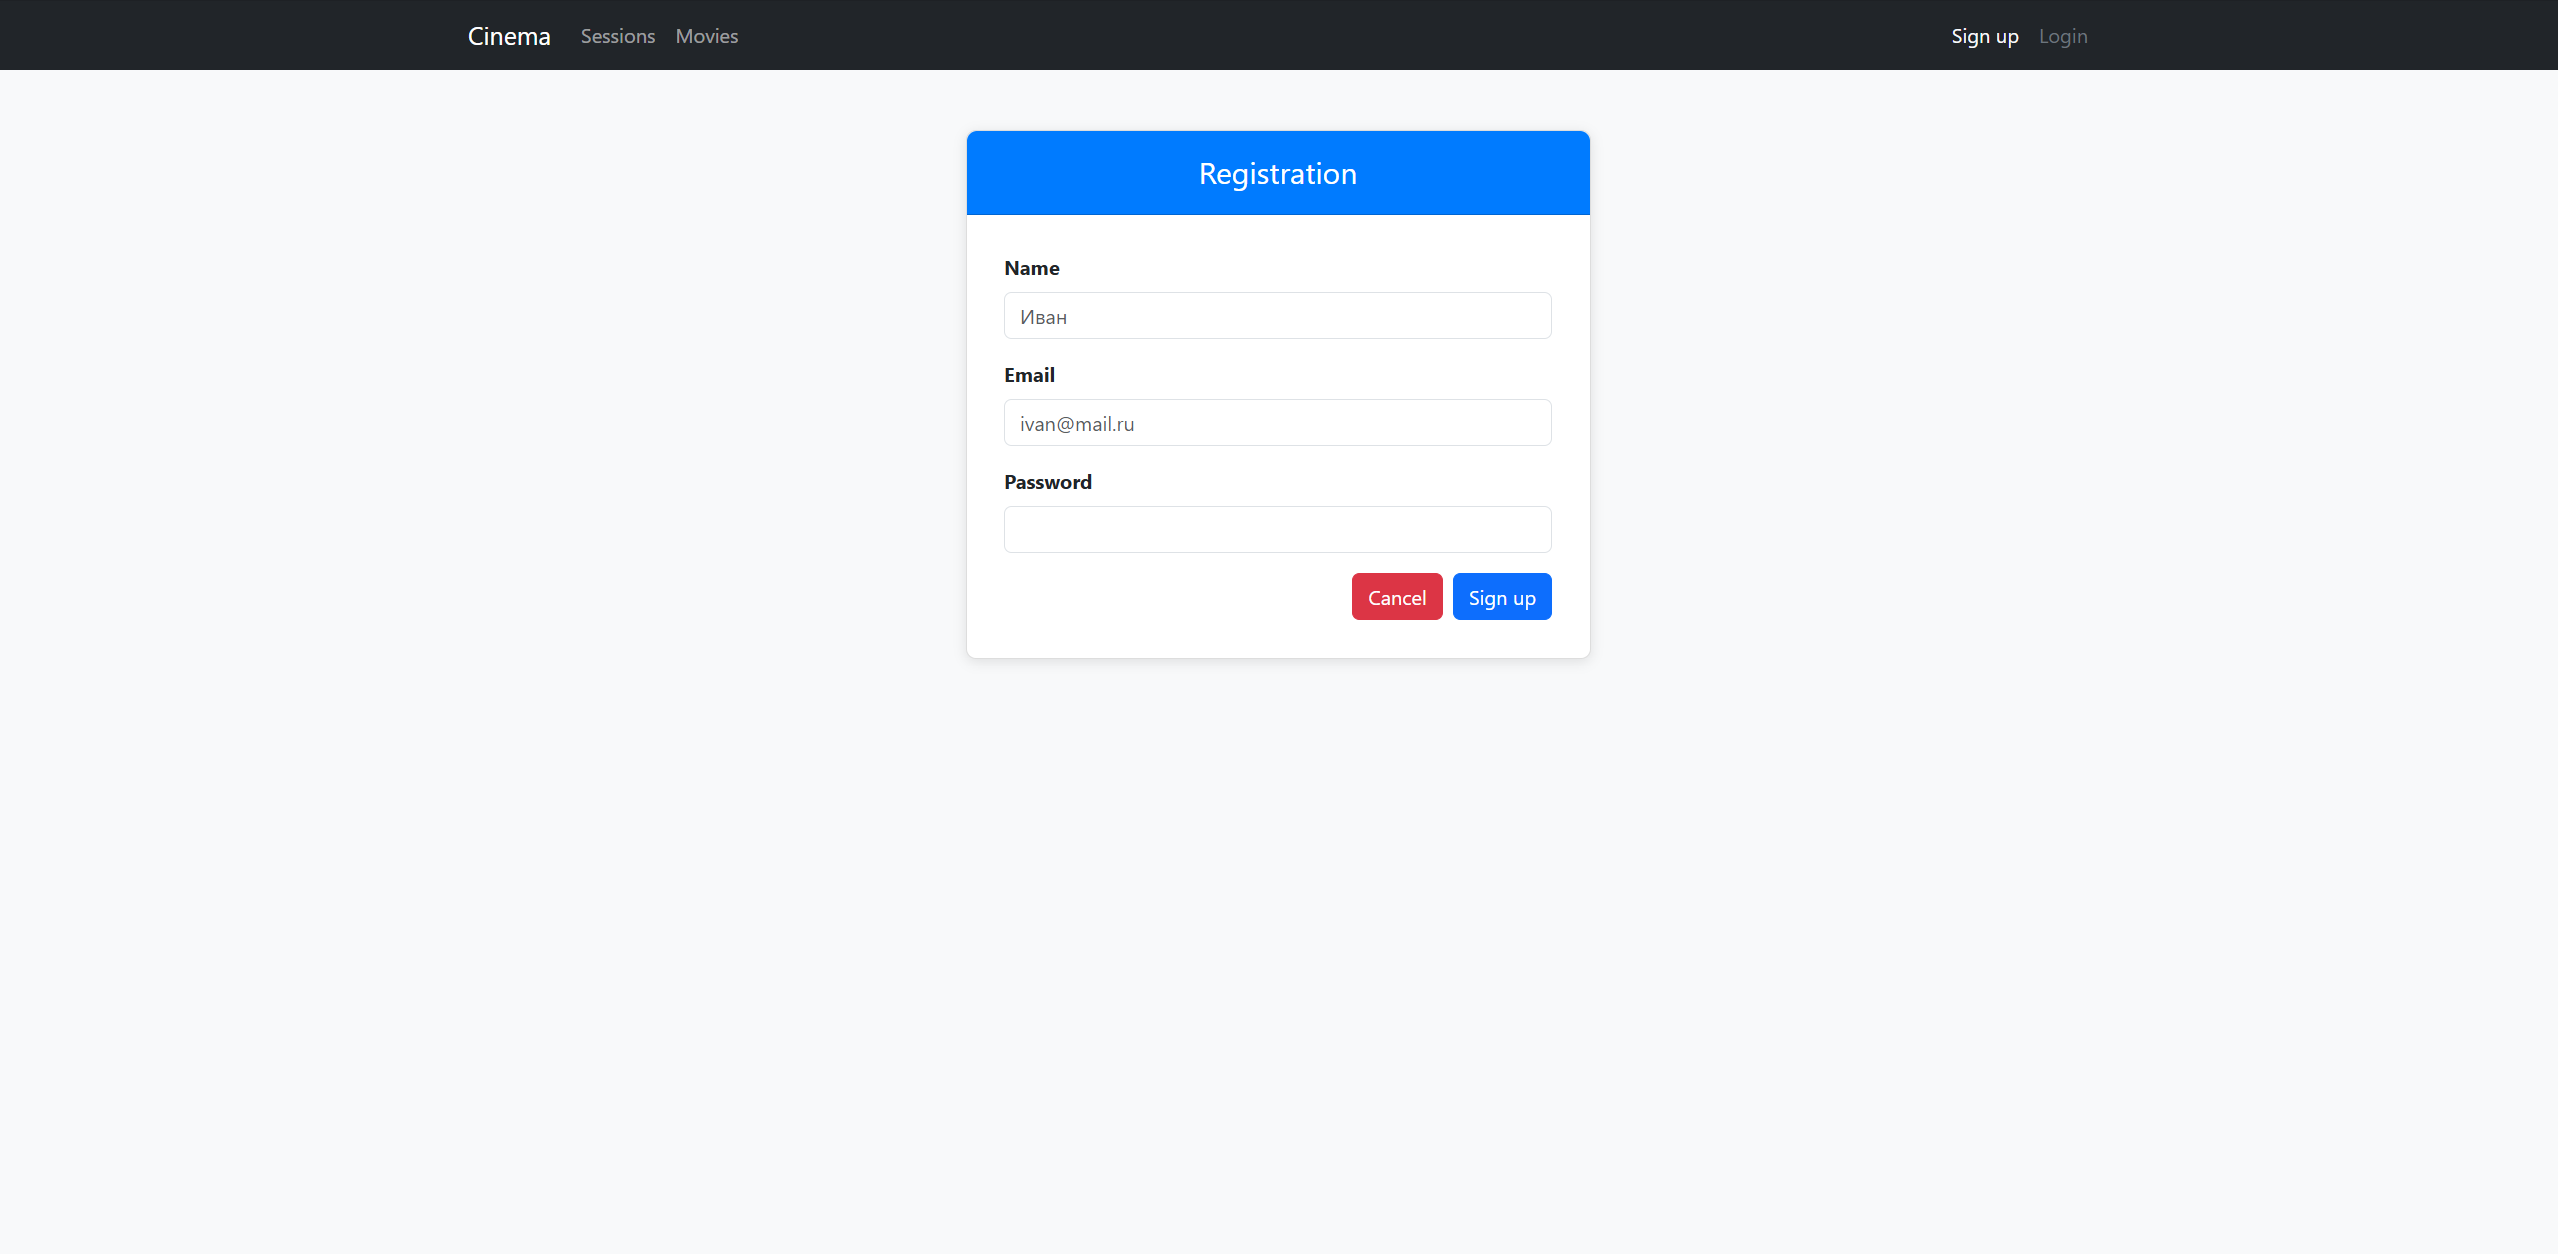 Cinema Sessions Movies Sign up Login
Registration
Name
Иван
Email
ivan@mail.ru
Password
Cancel Sign up